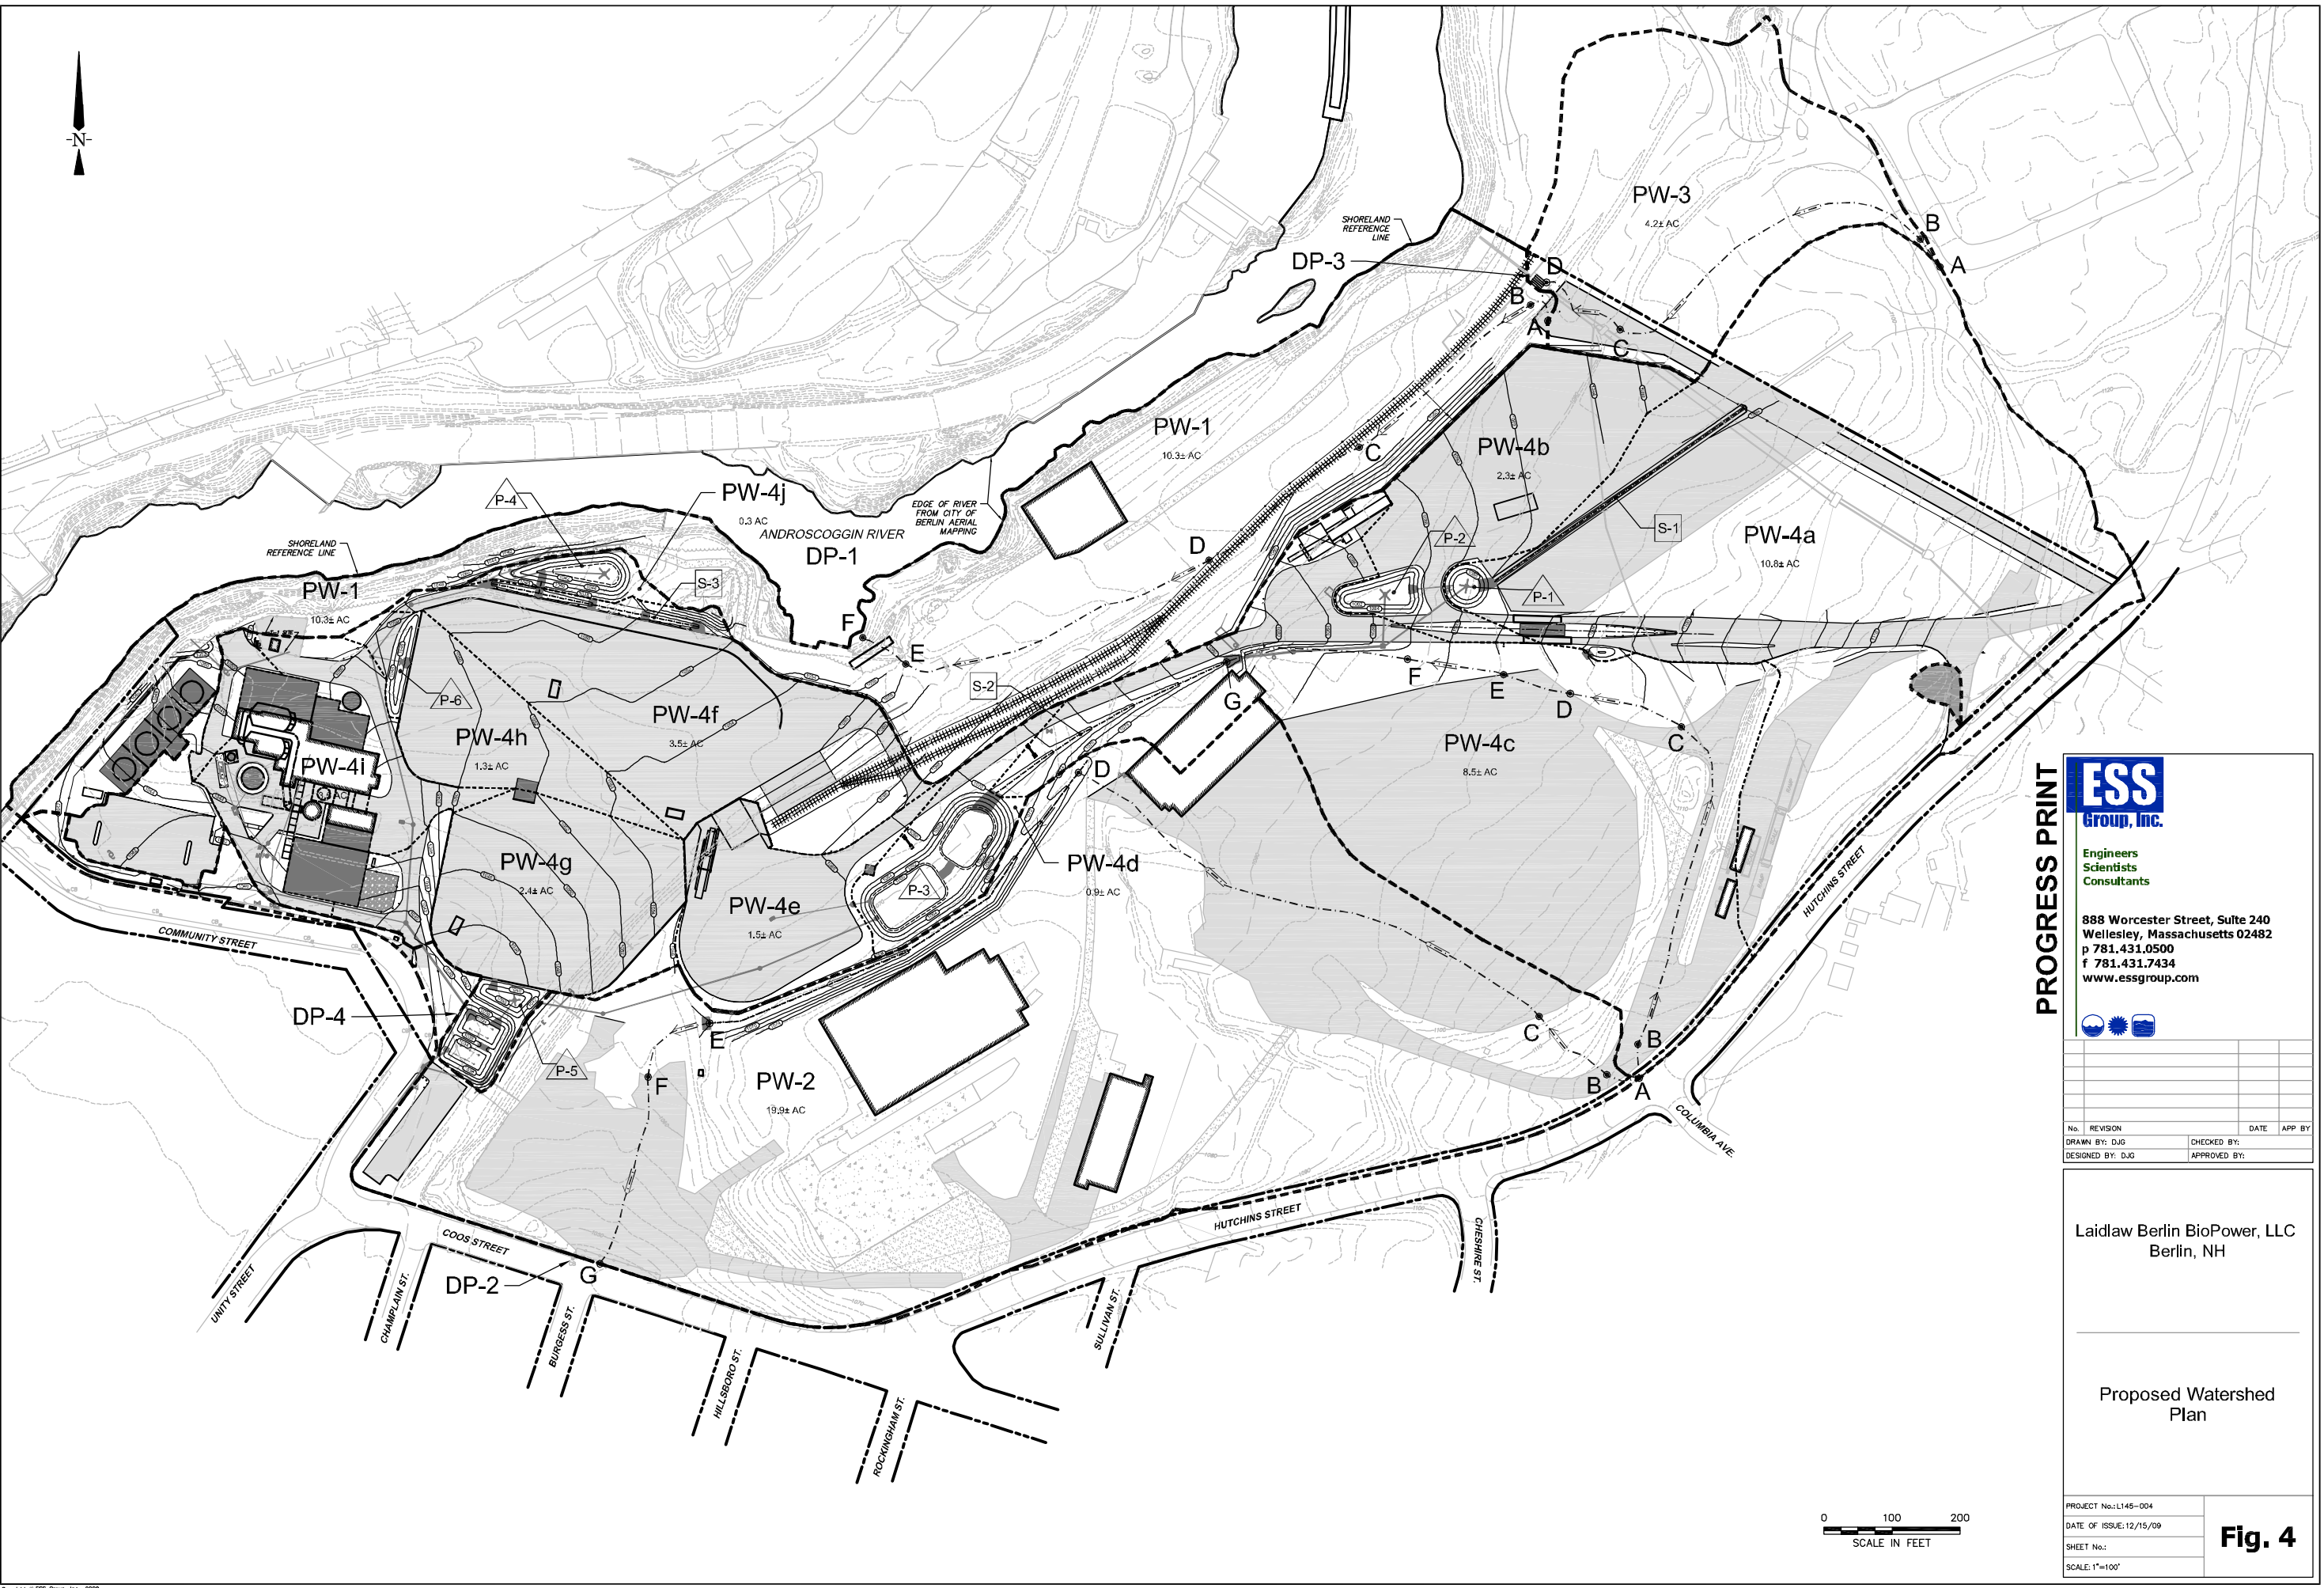 -N-
PW-3
4.2± AC
B
A
SHORELAND
REFERENCE
LINE
DP-3
D
B
A
C
PW-1
10.3± AC
C
PW-4b
2.3± AC
P-4
PW-4j
0.3 AC
ANDROSCOGGIN RIVER
DP-1
EDGE OF RIVER
FROM CITY OF
BERLIN AERIAL
MAPPING
S-1
PW-4a
10.8± AC
P-2
D
SHORELAND
REFERENCE LINE
PW-1
10.3± AC
S-3
P-1
F
E
F
S-2
G
E
D
P-6
PW-4f
3.5± AC
PW-4h
1.3± AC
C
PW-4c
8.5± AC
PW-4i
D
PW-4g
2.4± AC
PW-4d
0.9± AC
P-3
PW-4e
1.5± AC
HUTCHINS STREET
COMMUNITY STREET
DP-4
C
B
E
P-5
F
PW-2
19.9± AC
B
A
COLUMBIA AVE.
HUTCHINS STREET
CHESHIRE ST.
COOS STREET
DP-2
G
UNITY STREET
CHAMPLAIN ST.
BURGESS ST.
HILLSBORO ST.
ROCKINGHAM ST.
SULLIVAN ST.
0 100 200
SCALE IN FEET
PROGRESS PRINT
ESS
Group, Inc.
Engineers
Scientists
Consultants
888 Worcester Street, Suite 240
Wellesley, Massachusetts 02482
p 781.431.0500
f 781.431.7434
www.essgroup.com
No. REVISION DATE APP BY
DRAWN BY: DJG CHECKED BY:
DESIGNED BY: DJG APPROVED BY:
Laidlaw Berlin BioPower, LLC
Berlin, NH
Proposed Watershed
Plan
PROJECT No.: L145-004
DATE OF ISSUE: 12/15/09
SHEET No.:
SCALE: 1"=100'
Fig. 4